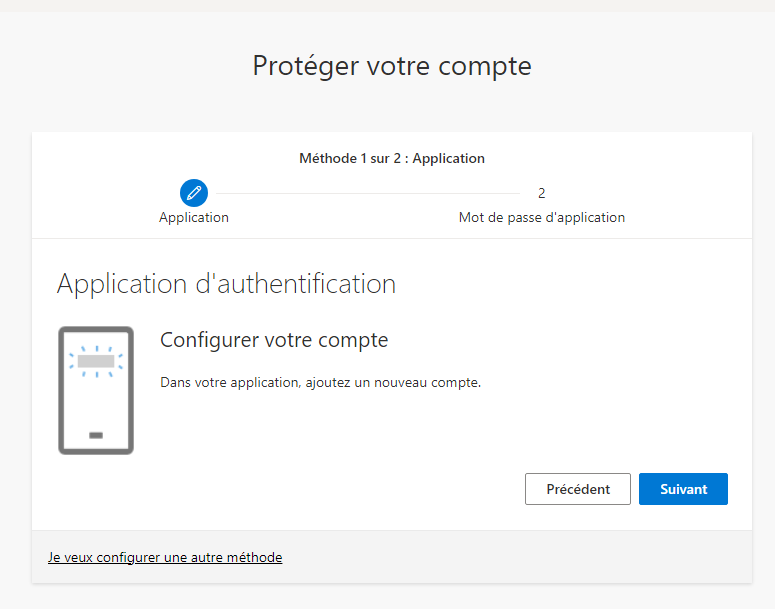 Protéger votre compte
Méthode 1 sur 2 : Application
2
Application
Mot de passe d'application
Application d'authentification
Configurer votre compte
Dans votre application, ajoutez un nouveau compte.
Précédent
Suivant
Je veux configurer une autre méthode